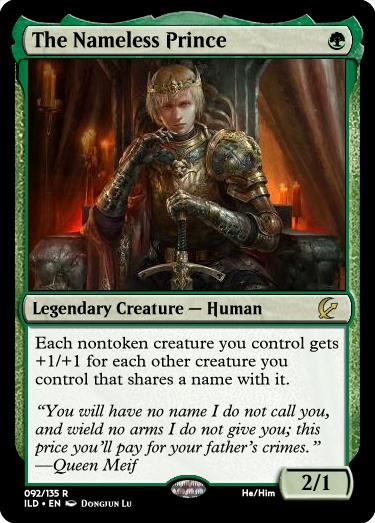 The Nameless Prince
Legendary Creature — Human
Each nontoken creature you control gets
+1/+1 for each other creature you
control that shares a name with it.
“You will have no name I do not call you,
and wield no arms I do not give you; this
price you’ll pay for your father’s crimes.”
—Queen Meif
092/135 R
He/Him
2/1
ILD • EN Dongjun Lu